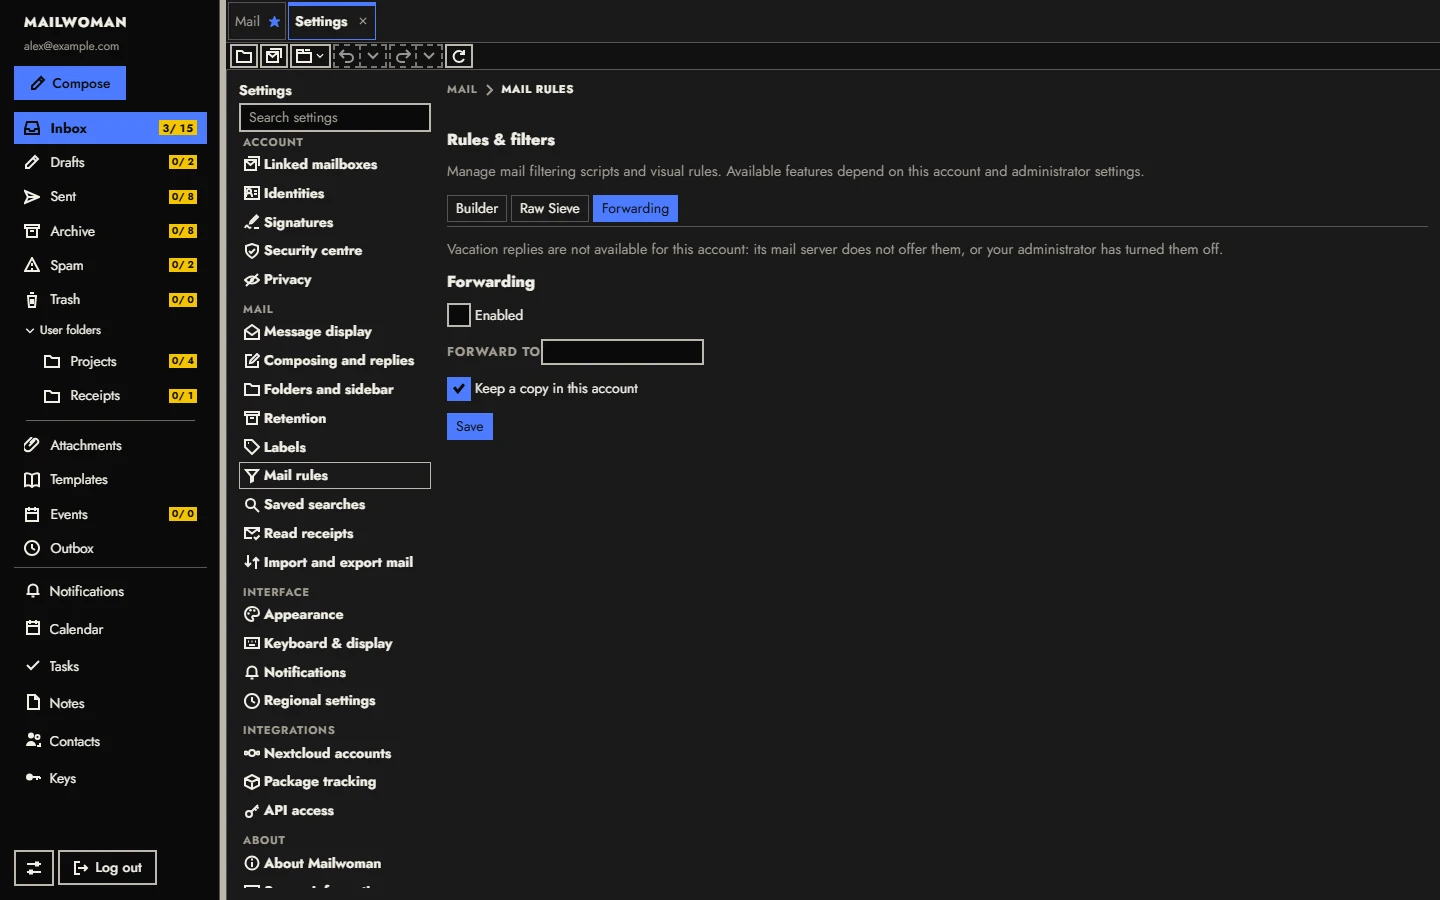 MAILWOMAN
alex@example.com
Compose
Inbox 3/ 15
Drafts 0/ 2
Sent 0/ 8
Archive 0/ 8
Spam 0/ 2
Trash 0/ 0
User folders
Projects 0/ 4
Receipts 0/ 1
Attachments
Templates
Events 0/ 0
Outbox
Notifications
Calendar
Tasks
Notes
Contacts
Keys
Log out
Mail
Settings
Settings
Search settings
ACCOUNT
Linked mailboxes
Identities
Signatures
Security centre
Privacy
MAIL
Message display
Composing and replies
Folders and sidebar
Retention
Labels
Mail rules
Saved searches
Read receipts
Import and export mail
INTERFACE
Appearance
Keyboard & display
Notifications
Regional settings
INTEGRATIONS
Nextcloud accounts
Package tracking
API access
ABOUT
About Mailwoman
MAIL > MAIL RULES
Rules & filters
Manage mail filtering scripts and visual rules. Available features depend on this account and administrator settings.
Builder Raw Sieve Forwarding
Vacation replies are not available for this account: its mail server does not offer them, or your administrator has turned them off.
Forwarding
Enabled
FORWARD TO
Keep a copy in this account
Save